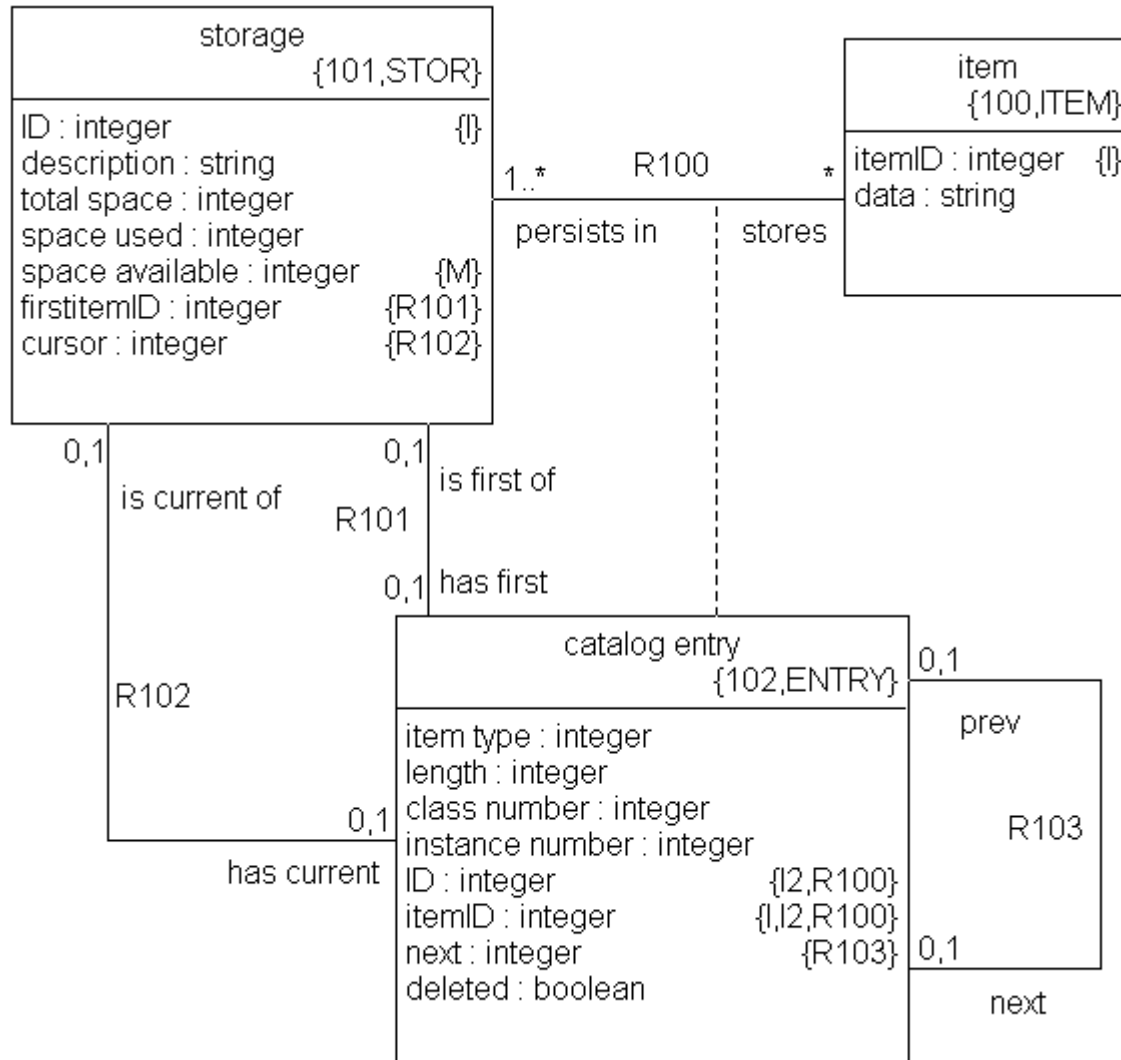 storage
{101,STOR}
ID : integer {I}
description : string
total space : integer
space used : integer
space available : integer {M}
firstitemID : integer {R101}
cursor : integer {R102}
item
{100,ITEM}
itemID : integer {I}
data : string
1..* R100 *
persists in stores
0,1 0,1
is current of is first of
R101
0,1 has first
R102
0,1
has current
catalog entry
{102,ENTRY}
item type : integer
length : integer
class number : integer
instance number : integer
ID : integer {I2,R100}
itemID : integer {I,I2,R100}
next : integer {R103}
deleted : boolean
0,1
prev
R103
0,1
next